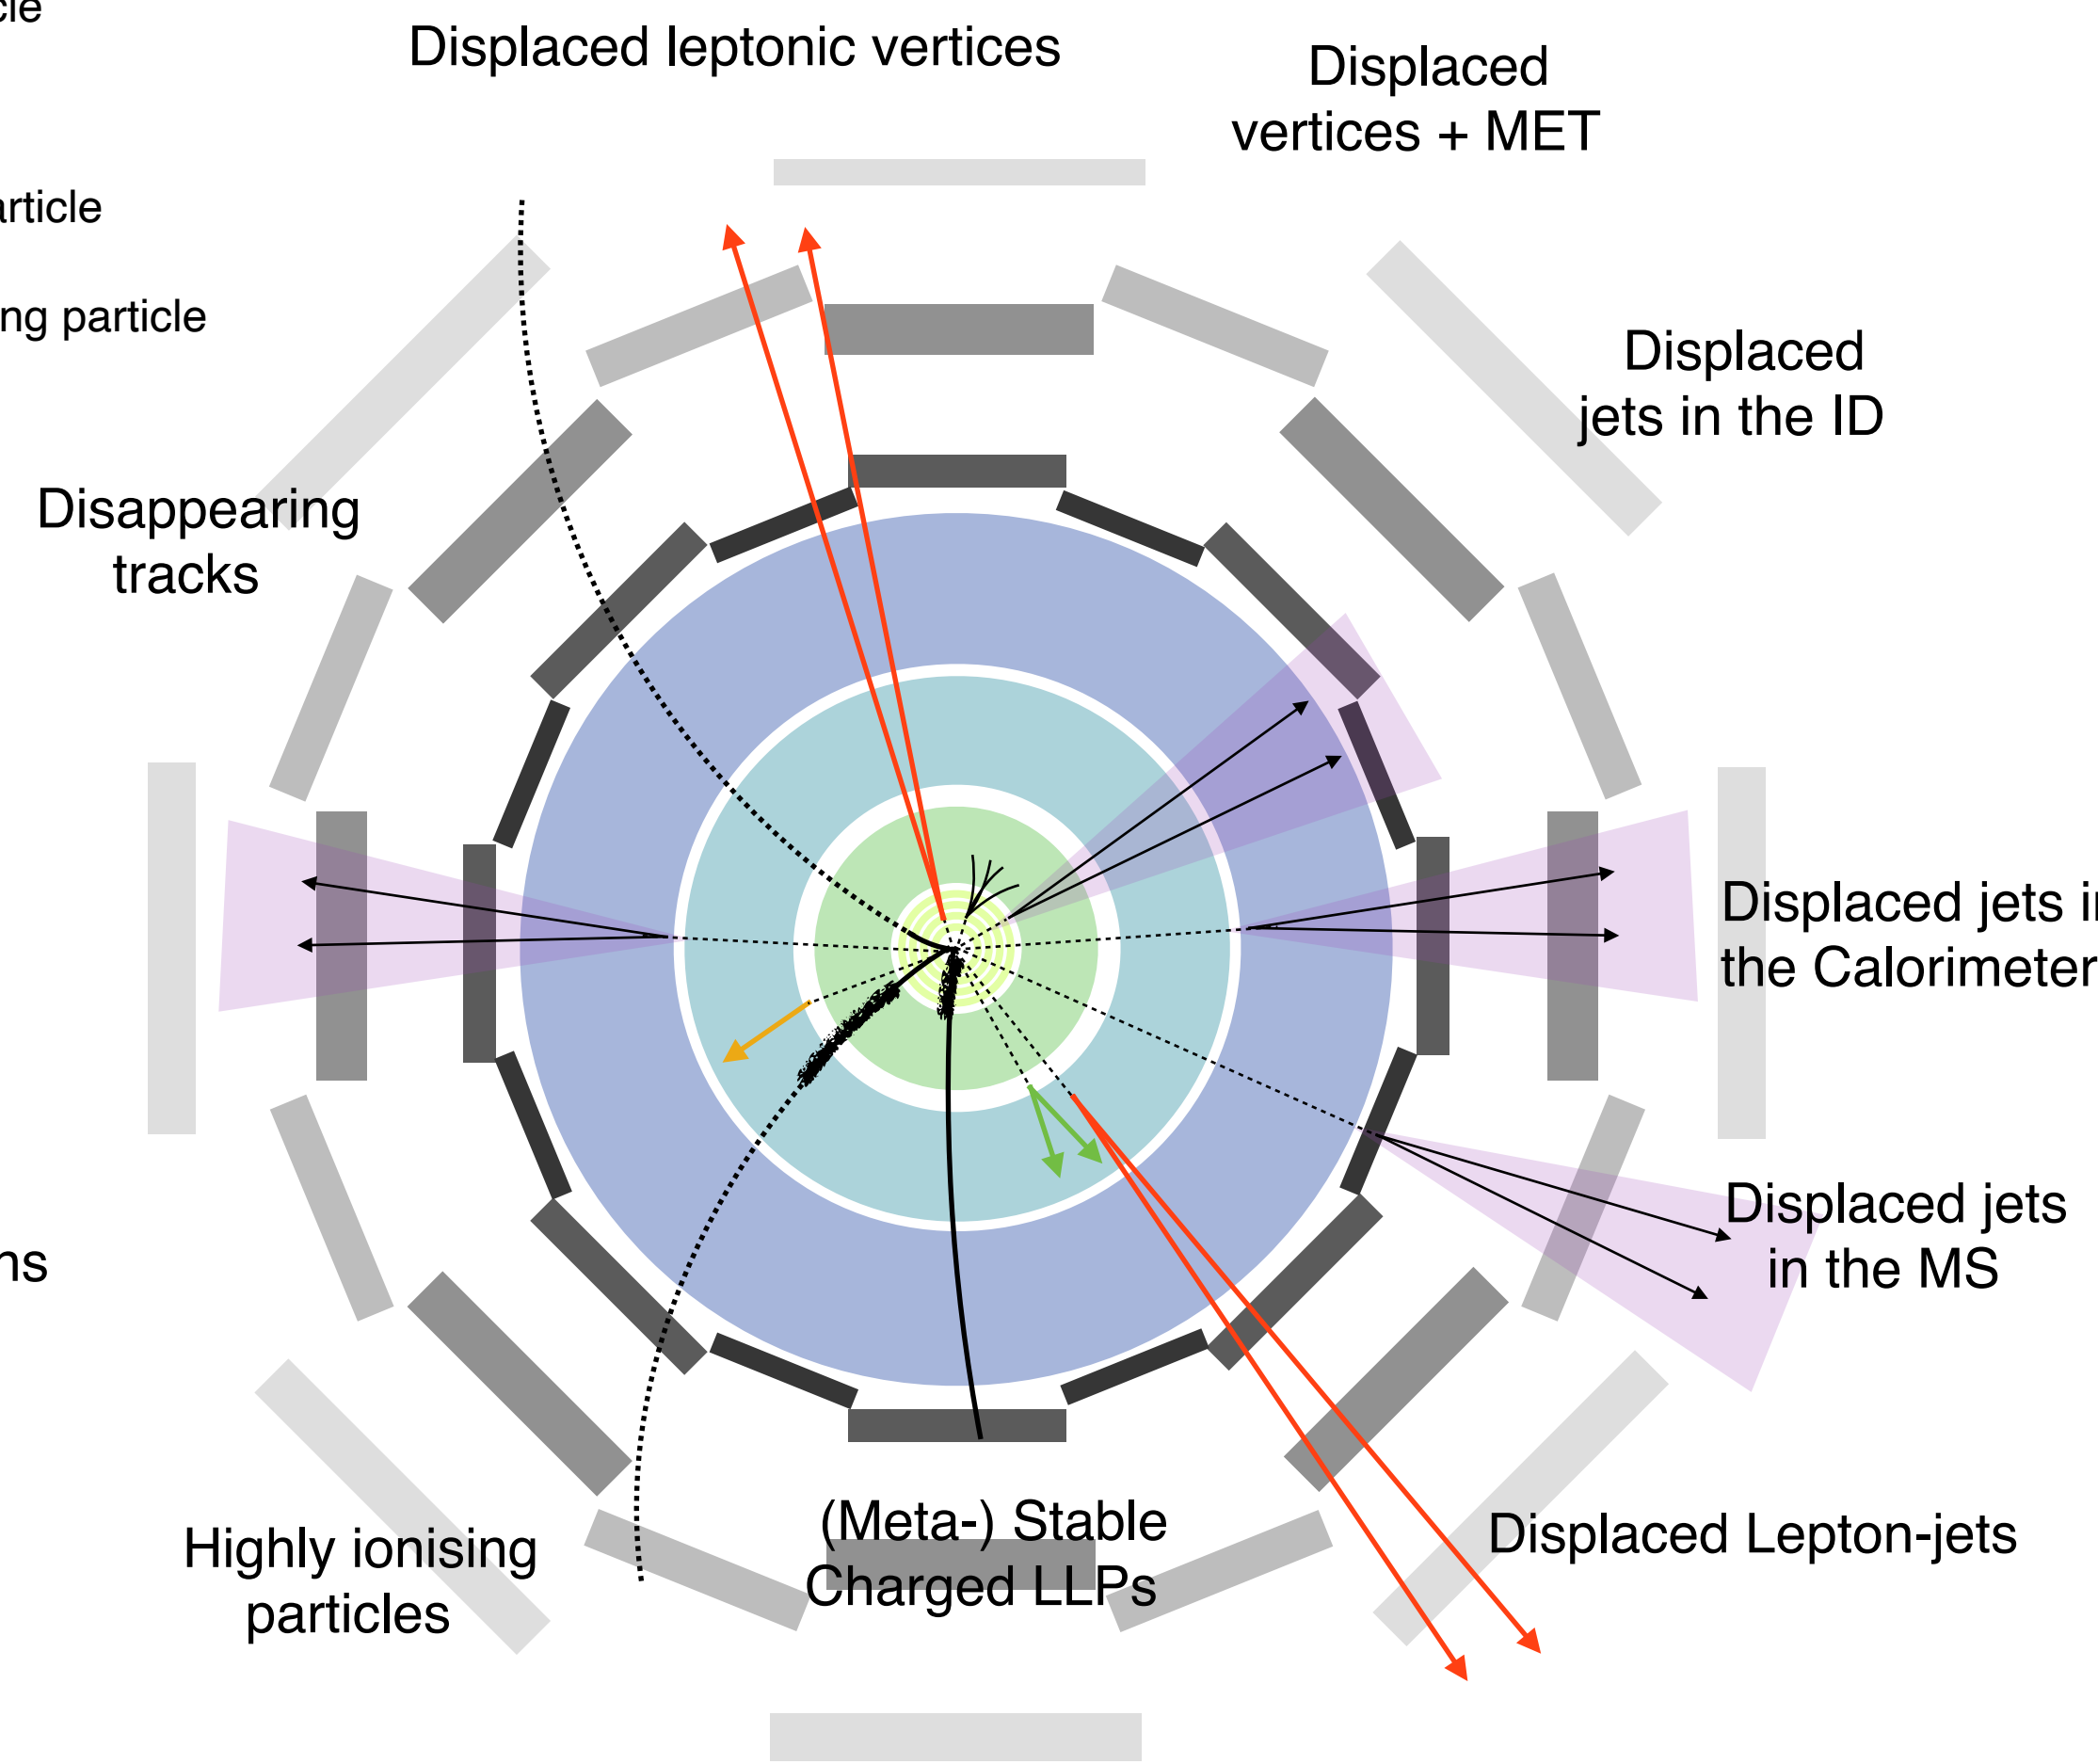 Displaced leptonic vertices
Displaced
vertices + MET
particle
Displaced
jets in the ID
Disappearing
tracks
Displaced jets
the Calorimeter
Displaced jets
in the MS
Highly ionising
particles
(Meta-) Stable
Charged LLPs
Displaced Lepton-jets